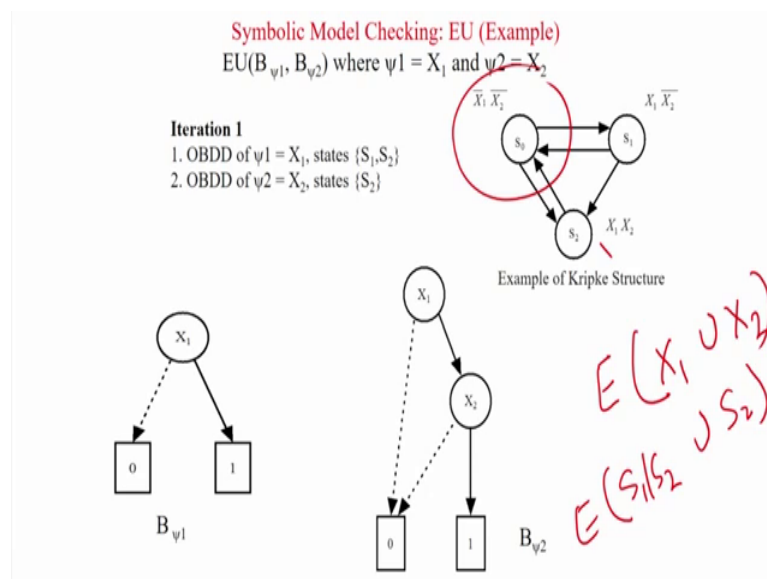 Symbolic Model Checking: EU (Example)
EU(B ψ1, Bψ2) where ψ1 = X1 and ψ2 = X2
Iteration 1
1. OBDD of ψ1 = X1, states {S1,S2}
2. OBDD of ψ2 = X2, states {S2}
X̅1 X̅2
X1 X̅2
S0
S1
S2
X1 X2
Example of Kripke Structure
X1
X1
X2
0
1
B ψ1
0
1
Bψ2
E(X1 ∪ X2)
E(S1/S2 ∪ S2)